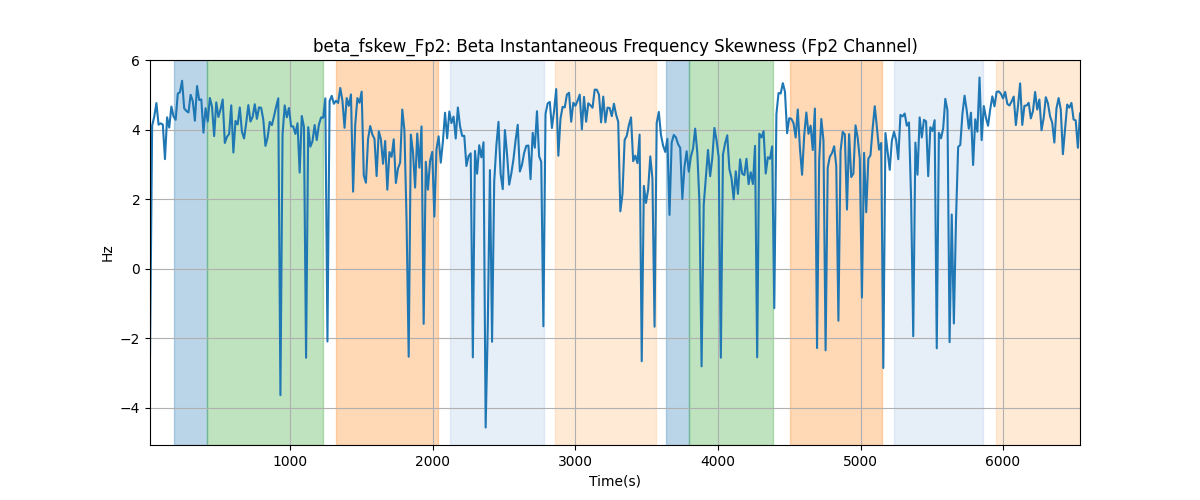 beta_fskew_Fp2: Beta Instantaneous Frequency Skewness (Fp2 Channel)
6
4
2
0
−2
−4
Hz
1000 2000 3000 4000 5000 6000
Time(s)